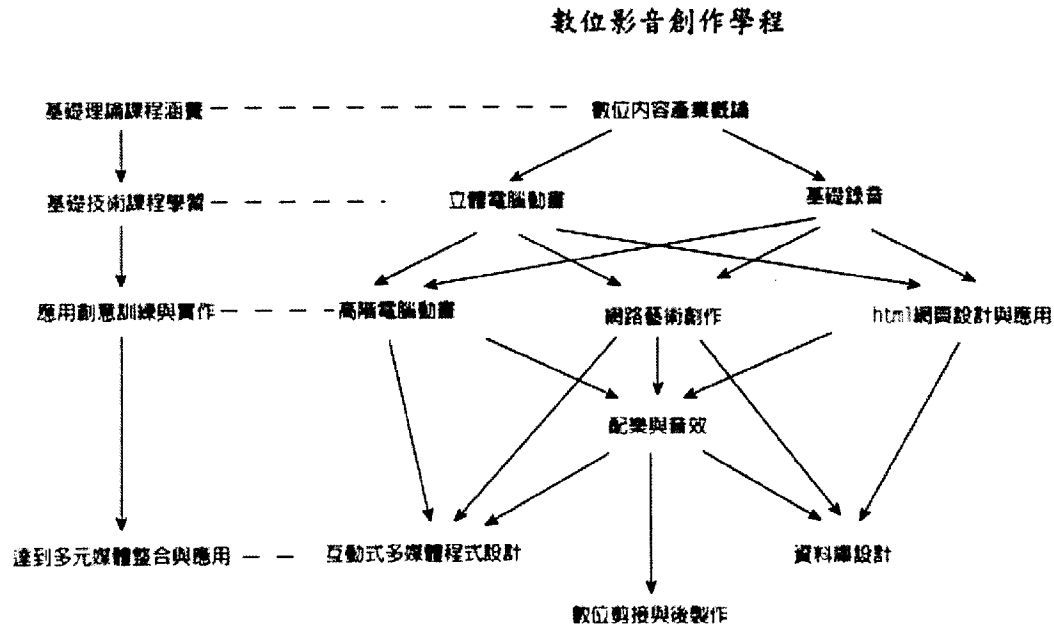 數位影音創作學程
基礎理論課程涵養
數位內容產業概論
基礎技術課程學習
立體電腦動畫
基礎錄音
應用創意訓練與實作
高階電腦動畫
網路藝術創作
html網頁設計與應用
配樂與音效
達到多元媒體整合與應用
互動式多媒體程式設計
資料庫設計
數位剪接與後製作